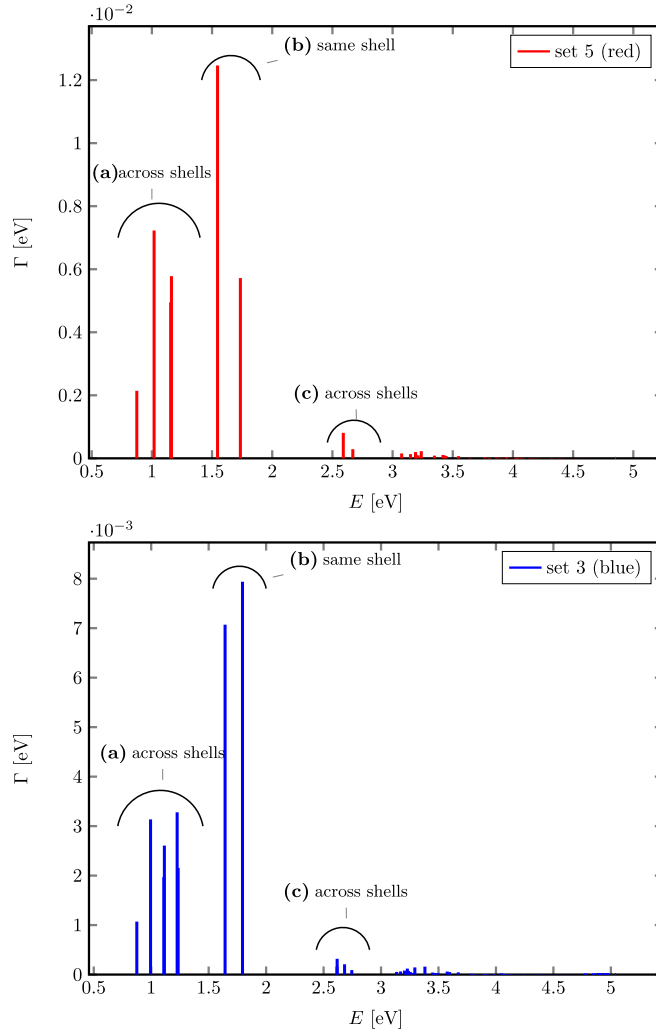 ·10⁻²
(b) same shell
set 5 (red)
1.2
1
(a)across shells
0.8
0.6
0.4
(c) across shells
0.2
0
Γ [eV]
0.5 1 1.5 2 2.5 3 3.5 4 4.5 5
E [eV]
·10⁻³
(b) same shell
set 3 (blue)
8
7
6
5
(a) across shells
4
3
2
(c) across shells
1
0
Γ [eV]
0.5 1 1.5 2 2.5 3 3.5 4 4.5 5
E [eV]